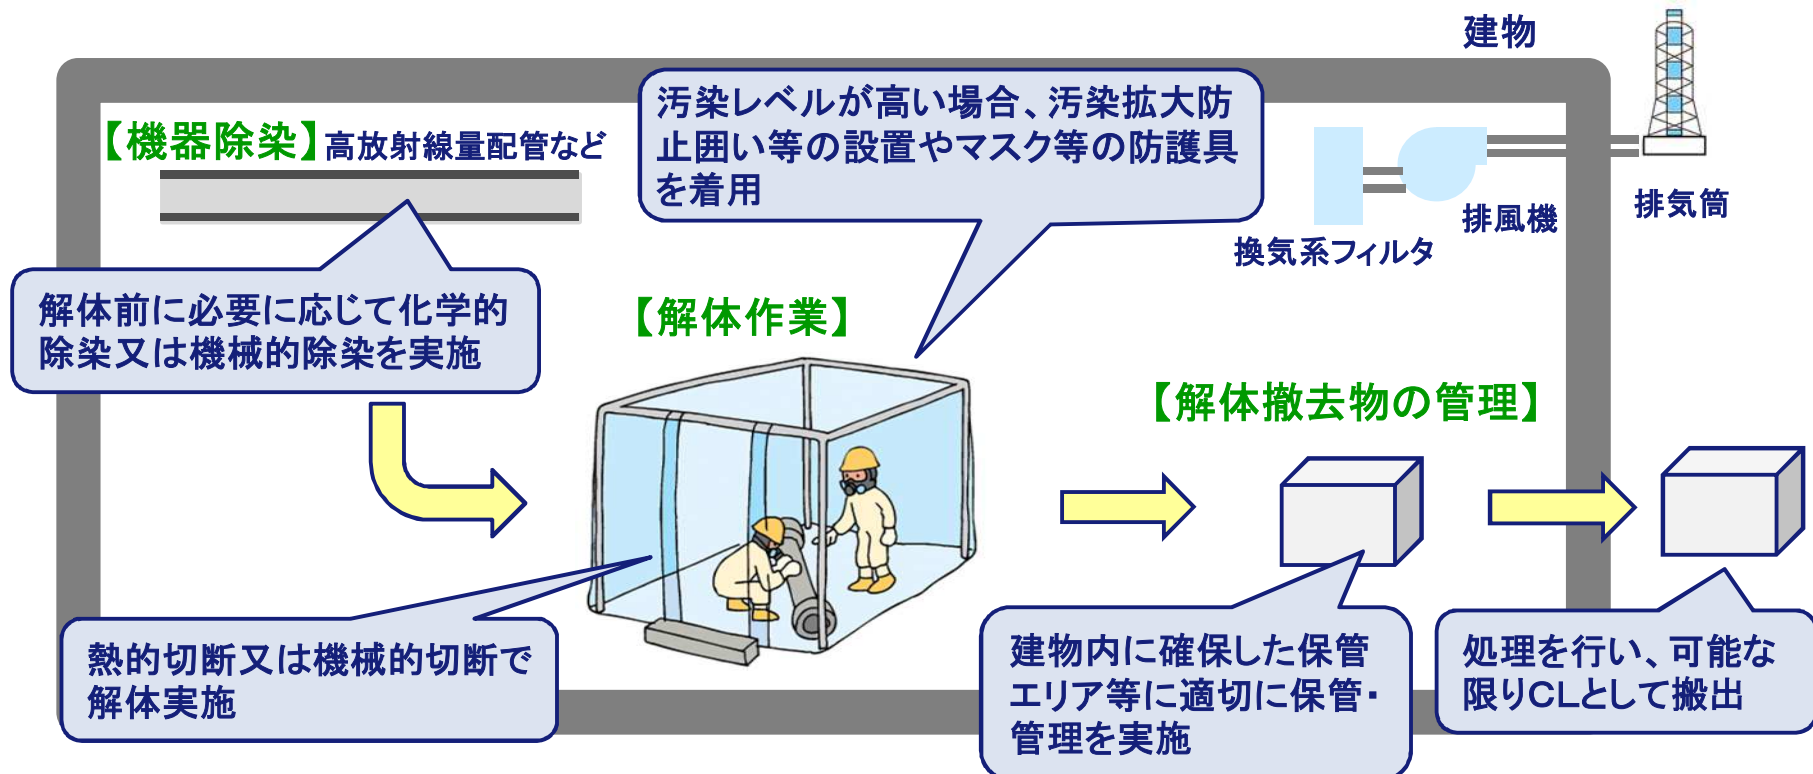 建物
汚染レベルが高い場合、汚染拡大防
止囲い等の設置やマスク等の防護具
を着用
【機器除染】高放射線量配管など
排気筒
排風機
換気系フィルタ
解体前に必要に応じて化学的
除染又は機械的除染を実施
【解体作業】
【解体撤去物の管理】
熱的切断又は機械的切断で
解体実施
建物内に確保した保管
エリア等に適切に保管・
管理を実施
処理を行い、可能な
限りCLとして搬出